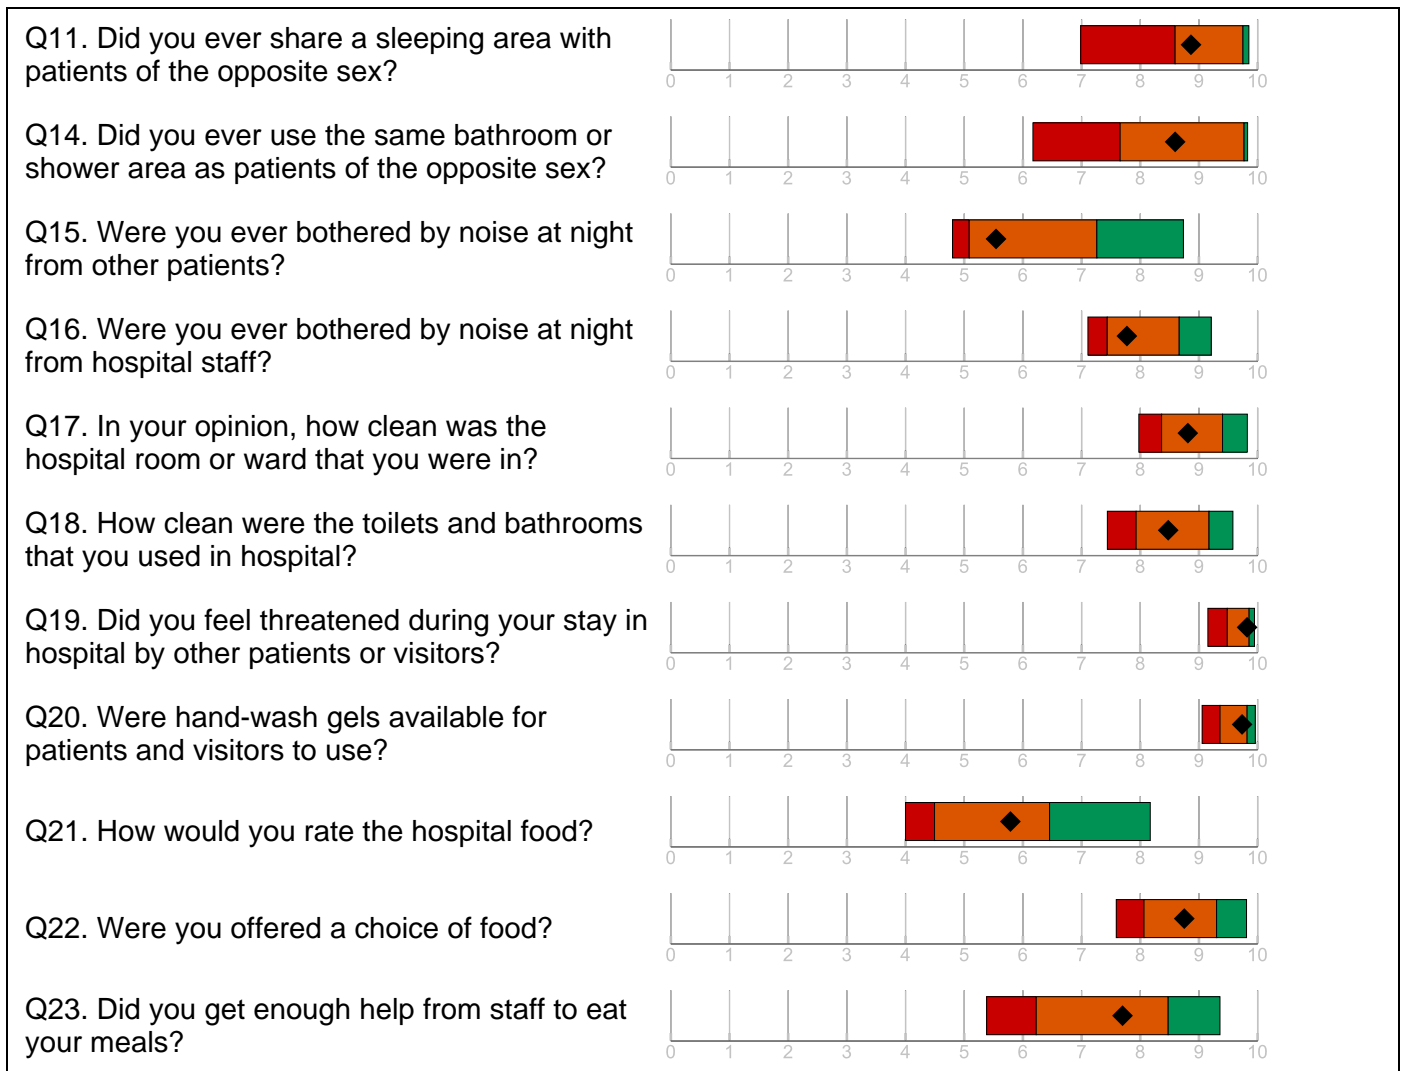 Q11. Did you ever share a sleeping area with
patients of the opposite sex?
0 1 2 3 4 5 6 7 8 9 10
Q14. Did you ever use the same bathroom or
shower area as patients of the opposite sex?
0 1 2 3 4 5 6 7 8 9 10
Q15. Were you ever bothered by noise at night
from other patients?
0 1 2 3 4 5 6 7 8 9 10
Q16. Were you ever bothered by noise at night
from hospital staff?
0 1 2 3 4 5 6 7 8 9 10
Q17. In your opinion, how clean was the
hospital room or ward that you were in?
0 1 2 3 4 5 6 7 8 9 10
Q18. How clean were the toilets and bathrooms
that you used in hospital?
0 1 2 3 4 5 6 7 8 9 10
Q19. Did you feel threatened during your stay in
hospital by other patients or visitors?
0 1 2 3 4 5 6 7 8 9 10
Q20. Were hand-wash gels available for
patients and visitors to use?
0 1 2 3 4 5 6 7 8 9 10
Q21. How would you rate the hospital food?
0 1 2 3 4 5 6 7 8 9 10
Q22. Were you offered a choice of food?
0 1 2 3 4 5 6 7 8 9 10
Q23. Did you get enough help from staff to eat
your meals?
0 1 2 3 4 5 6 7 8 9 10